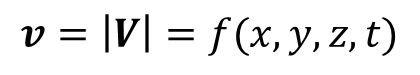 v = |V| = f(x, y, z, t)